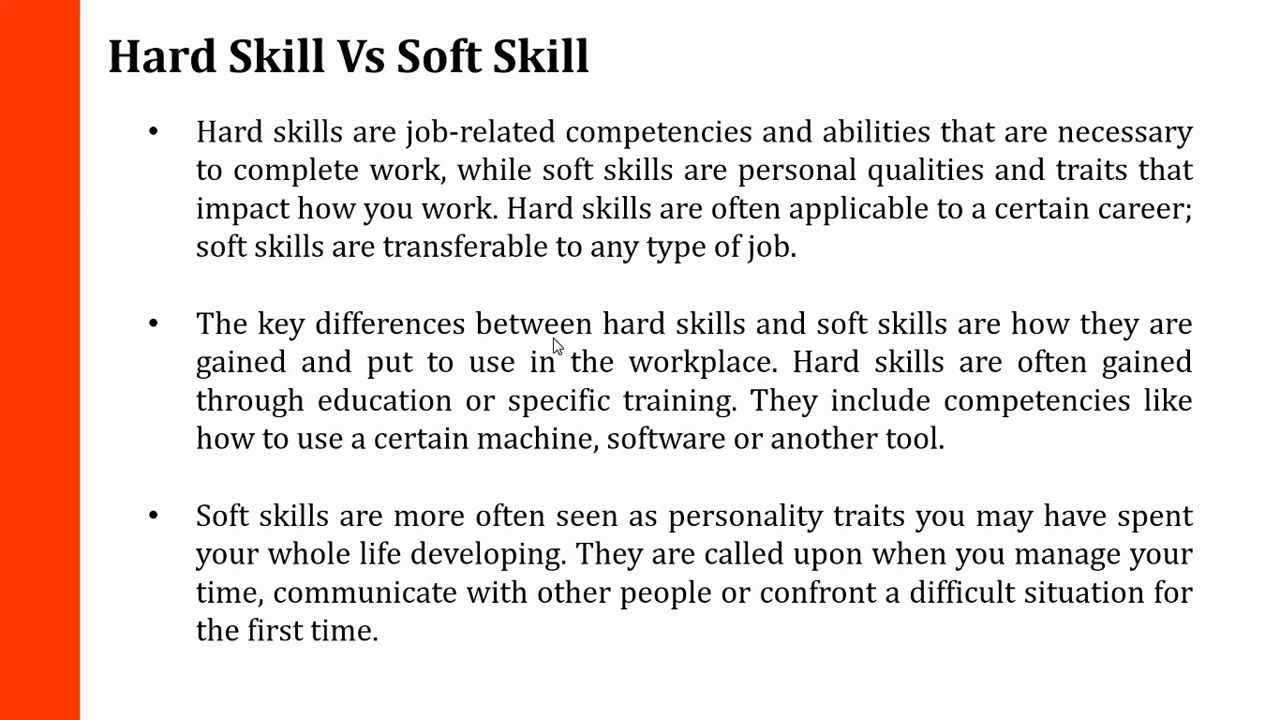 Hard Skill Vs Soft Skill
• Hard skills are job-related competencies and abilities that are necessary
to complete work, while soft skills are personal qualities and traits that
impact how you work. Hard skills are often applicable to a certain career;
soft skills are transferable to any type of job.
• The key differences between hard skills and soft skills are how they are
gained and put to use in the workplace. Hard skills are often gained
through education or specific training. They include competencies like
how to use a certain machine, software or another tool.
• Soft skills are more often seen as personality traits you may have spent
your whole life developing. They are called upon when you manage your
time, communicate with other people or confront a difficult situation for
the first time.